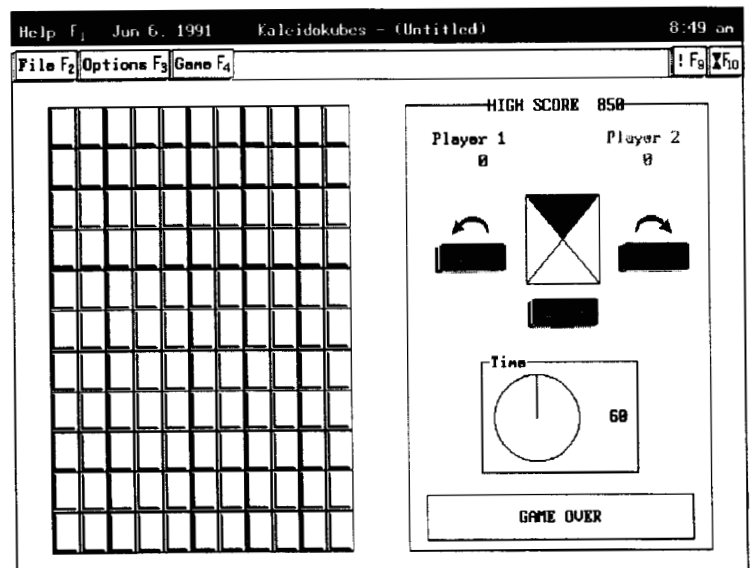 Help F1 Jun 6, 1991 Kaleidokubes - (Untitled) 8:49 am
File F2 Options F3 Game F4 ! F9 F10
HIGH SCORE 850
Player 1 Player 2
0 0
Time
60
GAME OVER